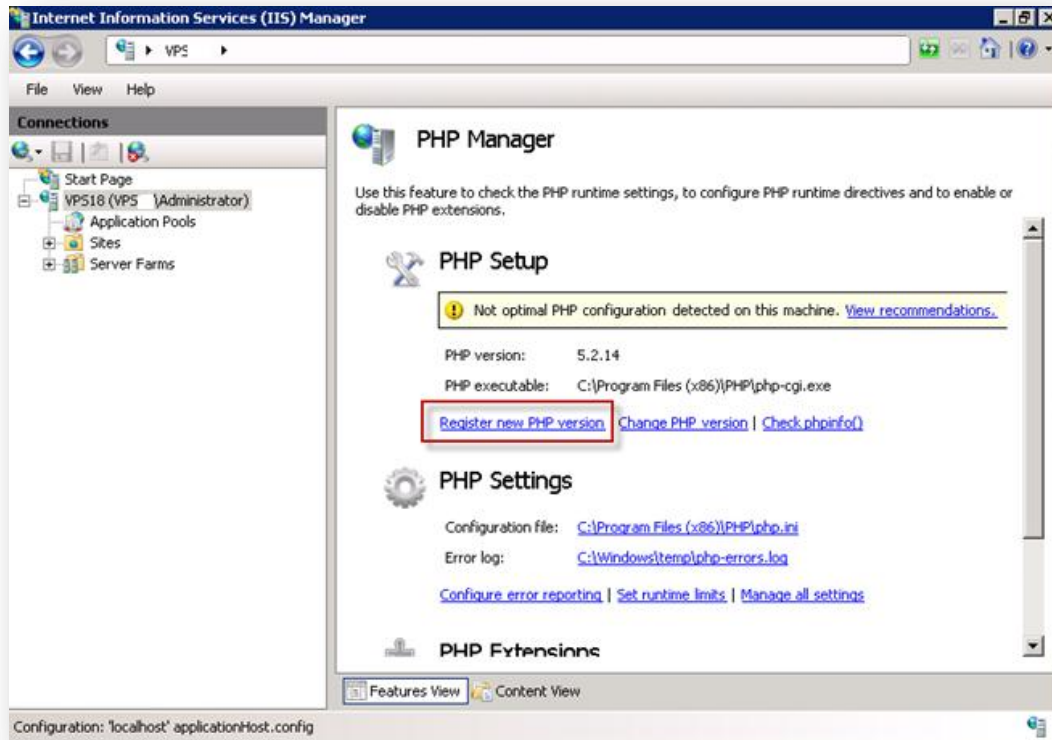 Internet Information Services (IIS) Manager
VPS
File View Help
Connections
Start Page
VPS18 (VPS \Administrator)
Application Pools
Sites
Server Farms
PHP Manager
Use this feature to check the PHP runtime settings, to configure PHP runtime directives and to enable or
disable PHP extensions.
PHP Setup
Not optimal PHP configuration detected on this machine. View recommendations.
PHP version: 5.2.14
PHP executable: C:\Program Files (x86)\PHP\php-cgi.exe
Register new PHP version Change PHP version | Check phpinfo()
PHP Settings
Configuration file: C:\Program Files (x86)\PHP\php.ini
Error log: C:\Windows\temp\php-errors.log
Configure error reporting | Set runtime limits | Manage all settings
PHP Extensions
Features View Content View
Configuration: 'localhost' applicationHost.config